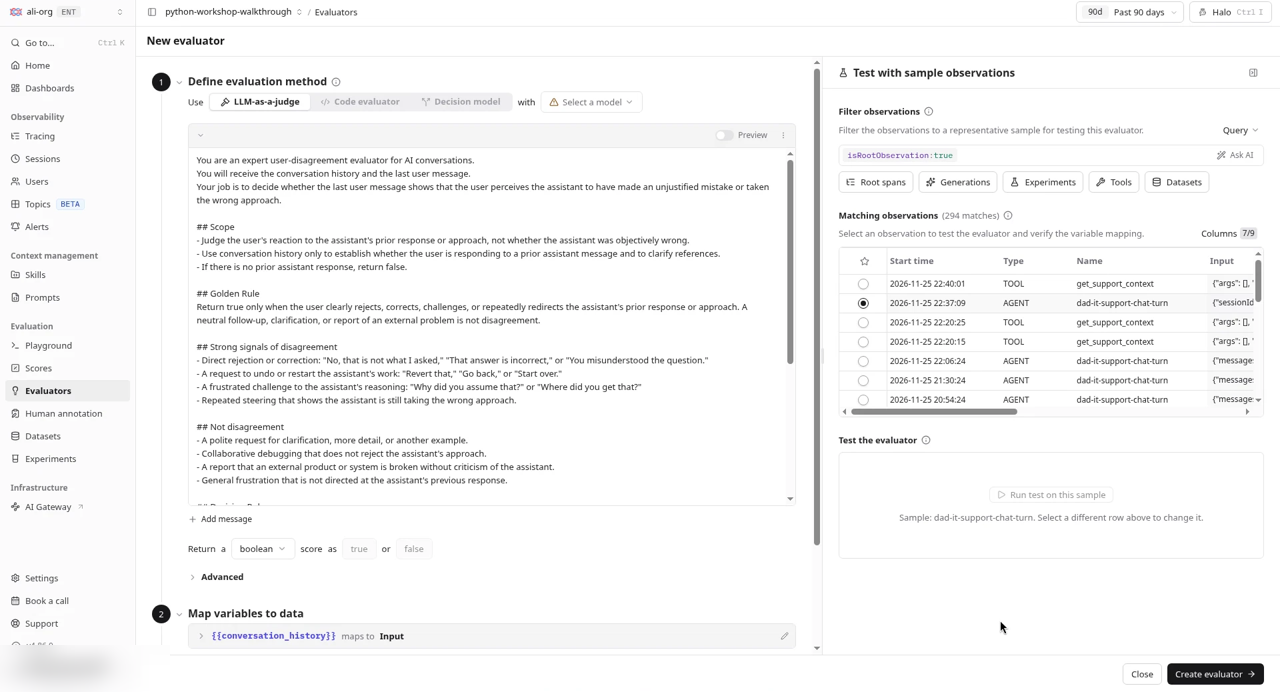 ali-org ENT
python-workshop-walkthrough / Evaluators
90d Past 90 days
Halo Ctrl I
Go to... Ctrl K
Home
Dashboards
Observability
Tracing
Sessions
Users
Topics BETA
Alerts
Context management
Skills
Prompts
Evaluation
Playground
Scores
Evaluators
Human annotation
Datasets
Experiments
Infrastructure
AI Gateway
Settings
Book a call
Support
New evaluator
1 Define evaluation method
Use LLM-as-a-judge Code evaluator Decision model with Select a model
Preview
You are an expert user-disagreement evaluator for AI conversations.
You will receive the conversation history and the last user message.
Your job is to decide whether the last user message shows that the user perceives the assistant to have made an unjustified mistake or taken
the wrong approach.
## Scope
- Judge the user's reaction to the assistant's prior response or approach, not whether the assistant was objectively wrong.
- Use conversation history only to establish whether the user is responding to a prior assistant message and to clarify references.
- If there is no prior assistant response, return false.
## Golden Rule
Return true only when the user clearly rejects, corrects, challenges, or repeatedly redirects the assistant's prior response or approach. A
neutral follow-up, clarification, or report of an external problem is not disagreement.
## Strong signals of disagreement
- Direct rejection or correction: "No, that is not what I asked," "That answer is incorrect," or "You misunderstood the question."
- A request to undo or restart the assistant's work: "Revert that," "Go back," or "Start over."
- A frustrated challenge to the assistant's reasoning: "Why did you assume that?" or "Where did you get that?"
- Repeated steering that shows the assistant is still taking the wrong approach.
## Not disagreement
- A polite request for clarification, more detail, or another example.
- Collaborative debugging that does not reject the assistant's approach.
- A report that an external product or system is broken without criticism of the assistant.
- General frustration that is not directed at the assistant's previous response.
+ Add message
Return a boolean score as true or false
Advanced
2 Map variables to data
{{conversation_history}} maps to Input
Test with sample observations
Filter observations
Filter the observations to a representative sample for testing this evaluator. Query
isRootObservation:true Ask AI
Root spans Generations Experiments Tools Datasets
Matching observations (294 matches)
Select an observation to test the evaluator and verify the variable mapping. Columns 7/9
Start time Type Name Input
2026-11-25 22:40:01 TOOL get_support_context {"args": [], "
2026-11-25 22:37:09 AGENT dad-it-support-chat-turn {"sessionId
2026-11-25 22:20:25 TOOL get_support_context {"args": [], "
2026-11-25 22:20:15 TOOL get_support_context {"args": [], "
2026-11-25 22:06:24 AGENT dad-it-support-chat-turn {"message:
2026-11-25 21:30:24 AGENT dad-it-support-chat-turn {"message:
2026-11-25 20:54:24 AGENT dad-it-support-chat-turn {"message:
Test the evaluator
Run test on this sample
Sample: dad-it-support-chat-turn. Select a different row above to change it.
Close Create evaluator